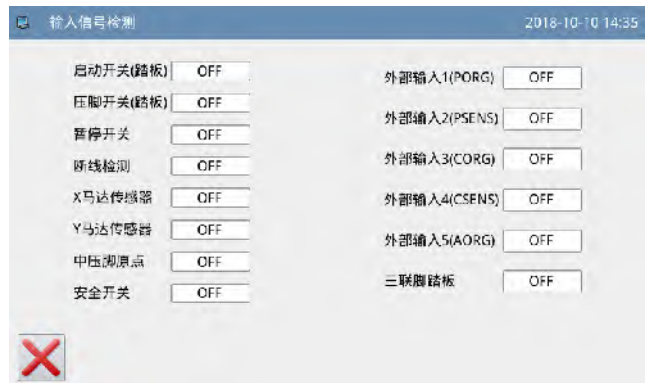 输入信号检测 2018-10-10 14:35
启动开关(踏板) OFF
压脚开关(踏板) OFF
暂停开关 OFF
断线检测 OFF
X马达传感器 OFF
Y马达传感器 OFF
中压脚原点 OFF
安全开关 OFF
外部输入1(PORG) OFF
外部输入2(PSENS) OFF
外部输入3(CORG) OFF
外部输入4(CSENS) OFF
外部输入5(AORG) OFF
三联脚踏板 OFF